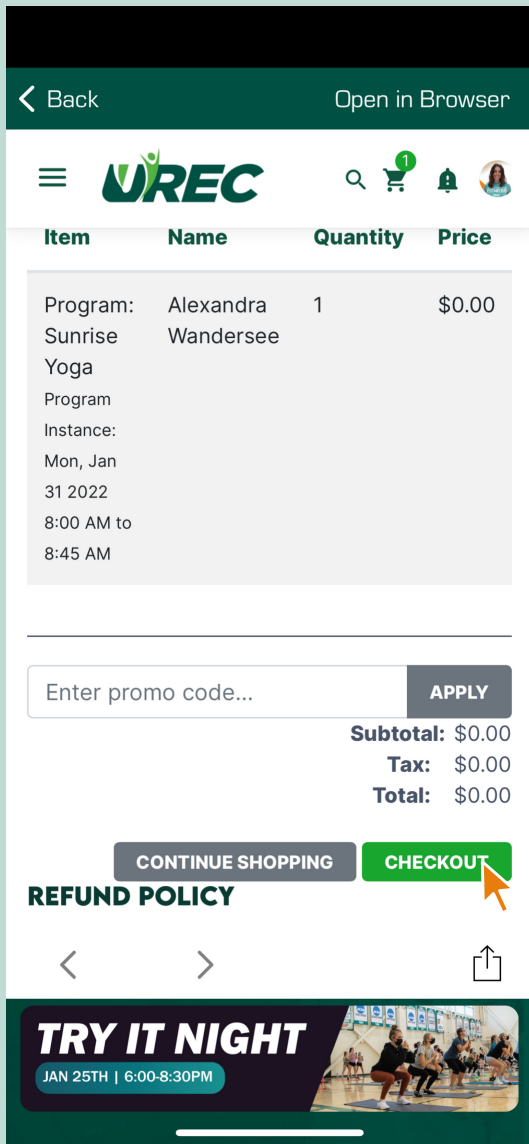 Back Open in Browser
UREC 1
Item Name Quantity Price
Program: Alexandra 1 $0.00
Sunrise Wandersee
Yoga
Program
Instance:
Mon, Jan
31 2022
8:00 AM to
8:45 AM
Enter promo code... APPLY
Subtotal: $0.00
Tax: $0.00
Total: $0.00
CONTINUE SHOPPING CHECKOUT
REFUND POLICY
TRY IT NIGHT
JAN 25TH | 6:00-8:30PM